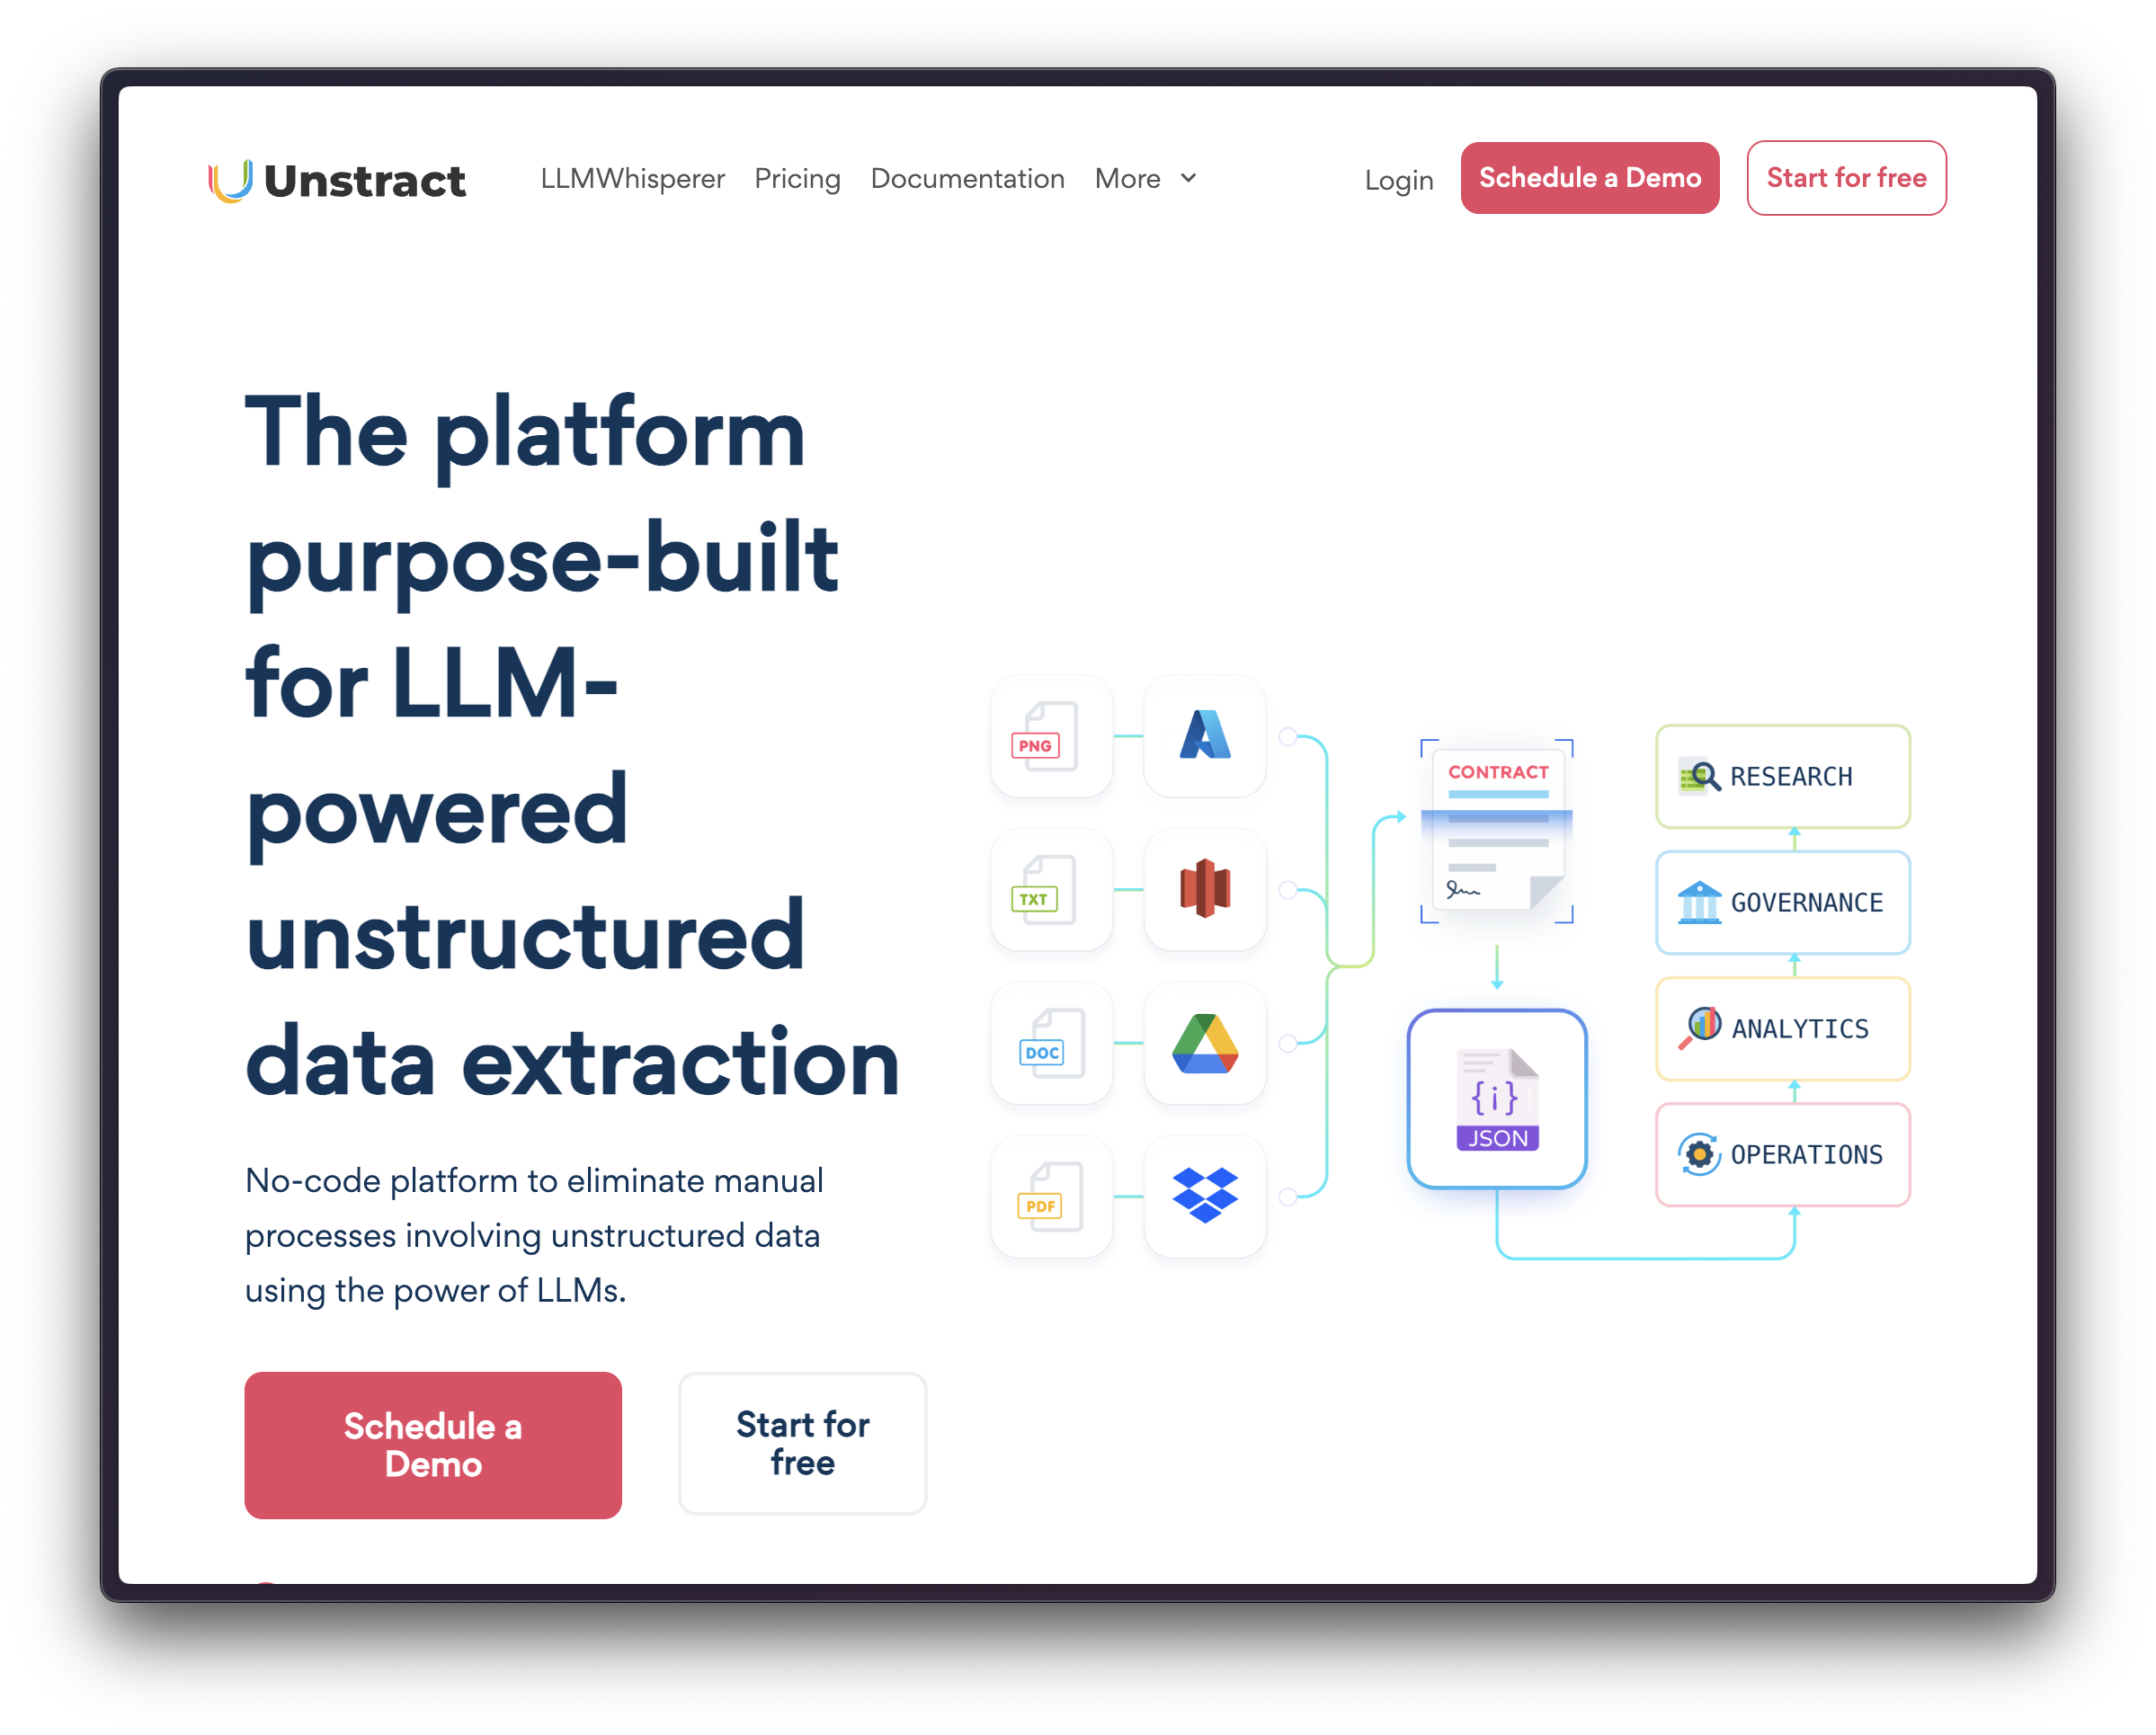 Unstract
LLMWhisperer Pricing Documentation More
Login Schedule a Demo Start for free
The platform
purpose-built
for LLM-
powered
unstructured
data extraction
No-code platform to eliminate manual
processes involving unstructured data
using the power of LLMs.
Schedule a
Demo
Start for
free
PNG
TXT
DOC
PDF
CONTRACT
{i}
JSON
RESEARCH
GOVERNANCE
ANALYTICS
OPERATIONS